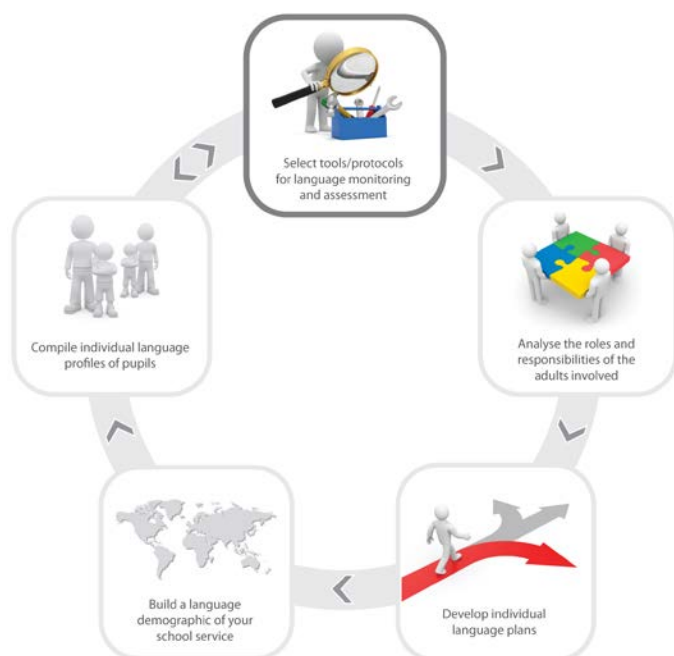 Select tools/protocols
for language monitoring
and assessment
Analyse the roles and
responsibilities of the
adults involved
Develop individual
language plans
Build a language
demographic of your
school service
Compile individual language
profiles of pupils